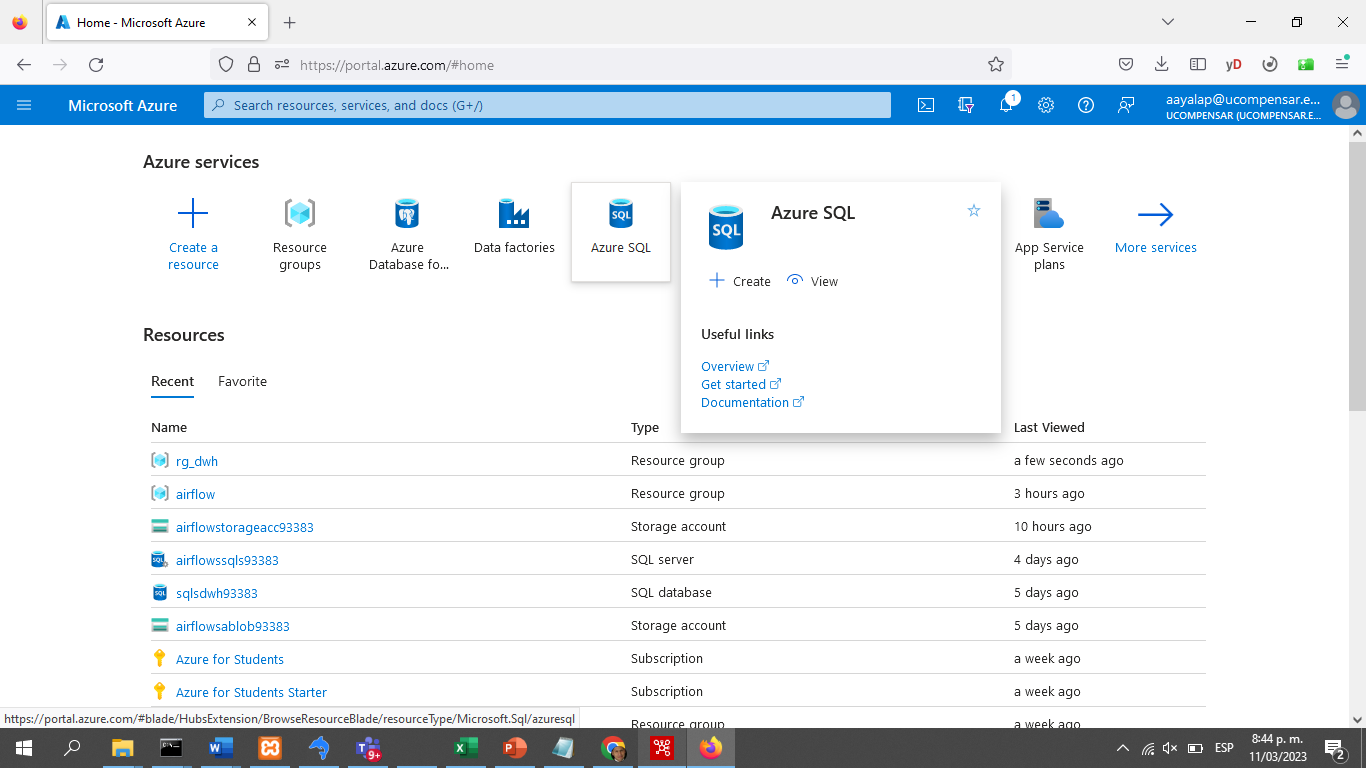 Home - Microsoft Azure
https://portal.azure.com/#home
yD
Microsoft Azure
Search resources, services, and docs (G+/)
1
aayalap@ucompensar.e...
UCOMPENSAR (UCOMPENSAR.E...
Azure services
Create a
resource
Resource
groups
Azure
Database fo...
Data factories
SQL
Azure SQL
SQL
Azure SQL
Create
View
Useful links
Overview
Get started
Documentation
App Service
plans
More services
Resources
Recent
Favorite
Name
Type
Last Viewed
rg_dwh
Resource group
a few seconds ago
airflow
Resource group
3 hours ago
airflowstorageacc93383
Storage account
10 hours ago
SQL
airflowssqls93383
SQL server
4 days ago
SQL
sqlsdwh93383
SQL database
5 days ago
airflowsablob93383
Storage account
5 days ago
Azure for Students
Subscription
a week ago
Azure for Students Starter
Subscription
a week ago
Resource group
a week ago
https://portal.azure.com/#blade/HubsExtension/BrowseResourceBlade/resourceType/Microsoft.Sql/azuresql
9+
ESP
8:44 p. m.
11/03/2023
2